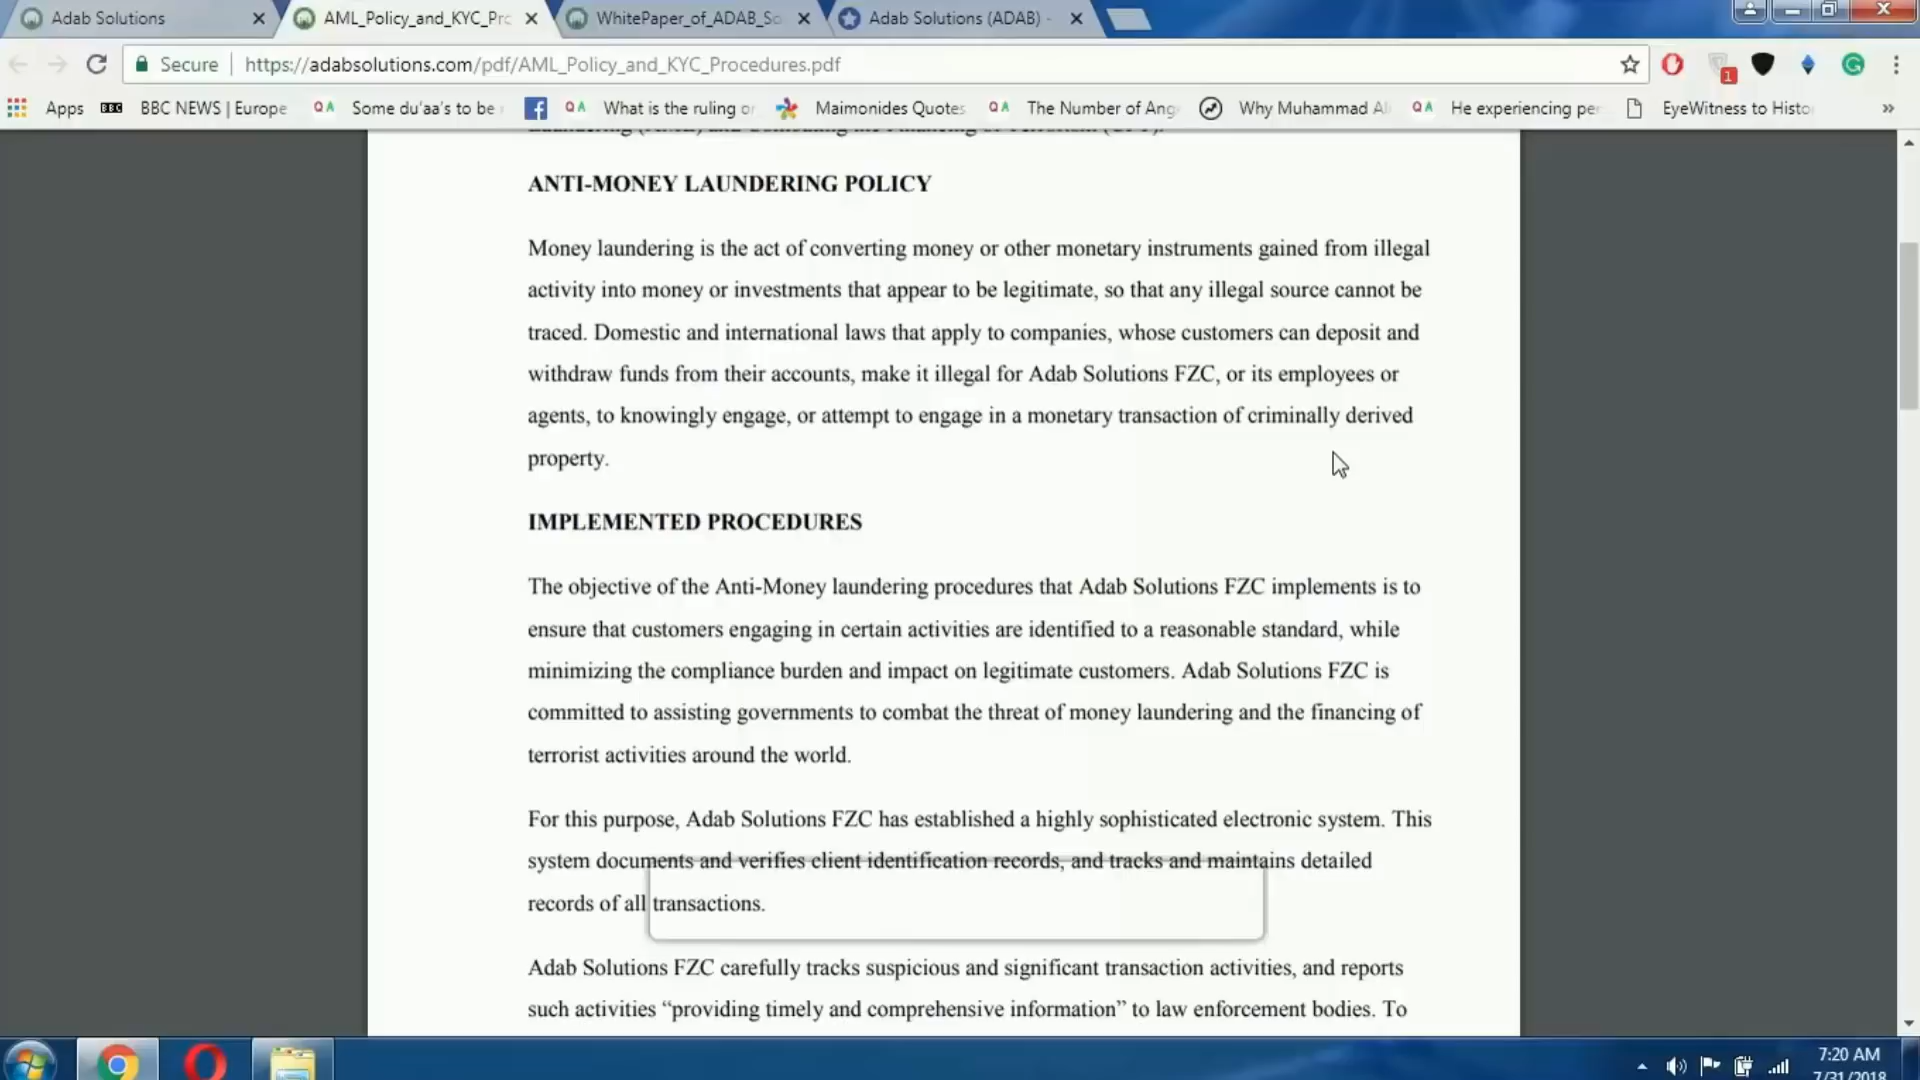 Adab Solutions
AML_Policy_and_KYC_Prc
WhitePaper_of_ADAB_So
Adab Solutions (ADAB) -
Secure
https://adabsolutions.com/pdf/AML_Policy_and_KYC_Procedures.pdf
1
Apps
BBC
BBC NEWS | Europe
QA
Some du'aa's to be
QA
What is the ruling or
Maimonides Quotes
QA
The Number of Ang
Why Muhammad Al
QA
He experiencing per
EyeWitness to Histo
»
ANTI-MONEY LAUNDERING POLICY
Money laundering is the act of converting money or other monetary instruments gained from illegal
activity into money or investments that appear to be legitimate, so that any illegal source cannot be
traced. Domestic and international laws that apply to companies, whose customers can deposit and
withdraw funds from their accounts, make it illegal for Adab Solutions FZC, or its employees or
agents, to knowingly engage, or attempt to engage in a monetary transaction of criminally derived
property.
IMPLEMENTED PROCEDURES
The objective of the Anti-Money laundering procedures that Adab Solutions FZC implements is to
ensure that customers engaging in certain activities are identified to a reasonable standard, while
minimizing the compliance burden and impact on legitimate customers. Adab Solutions FZC is
committed to assisting governments to combat the threat of money laundering and the financing of
terrorist activities around the world.
For this purpose, Adab Solutions FZC has established a highly sophisticated electronic system. This
system documents and verifies client identification records, and tracks and maintains detailed
records of all transactions.
Adab Solutions FZC carefully tracks suspicious and significant transaction activities, and reports
such activities “providing timely and comprehensive information” to law enforcement bodies. To
7:20 AM
7/31/2018